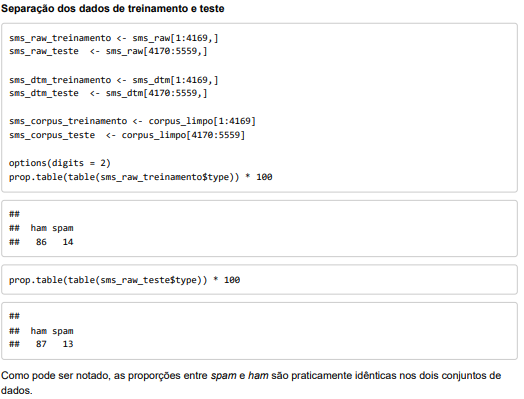 Separação dos dados de treinamento e teste
sms_raw_treinamento <- sms_raw[1:4169,]
sms_raw_teste  <- sms_raw[4170:5559,]
sms_dtm_treinamento <- sms_dtm[1:4169,]
sms_dtm_teste  <- sms_dtm[4170:5559,]
sms_corpus_treinamento <- corpus_limpo[1:4169]
sms_corpus_teste  <- corpus_limpo[4170:5559]
options(digits = 2)
prop.table(table(sms_raw_treinamento$type)) * 100
##
##  ham spam
##   86   14
prop.table(table(sms_raw_teste$type)) * 100
##
##  ham spam
##   87   13
Como pode ser notado, as proporções entre spam e ham são praticamente idênticas nos dois conjuntos de
dados.